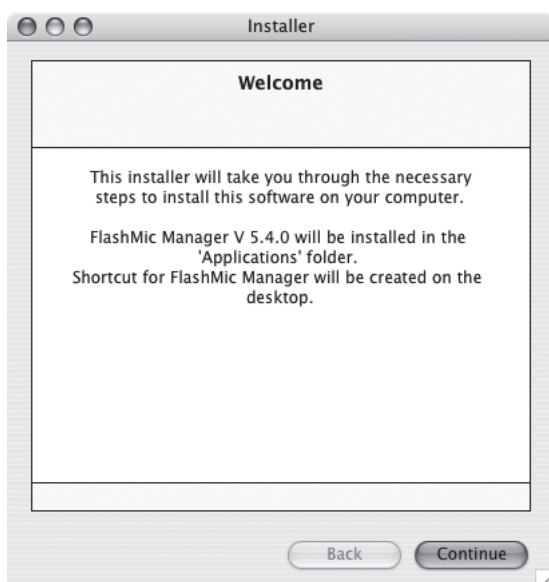 Installer
Welcome
This installer will take you through the necessary
steps to install this software on your computer.
FlashMic Manager V 5.4.0 will be installed in the
'Applications' folder.
Shortcut for FlashMic Manager will be created on the
desktop.
Back
Continue